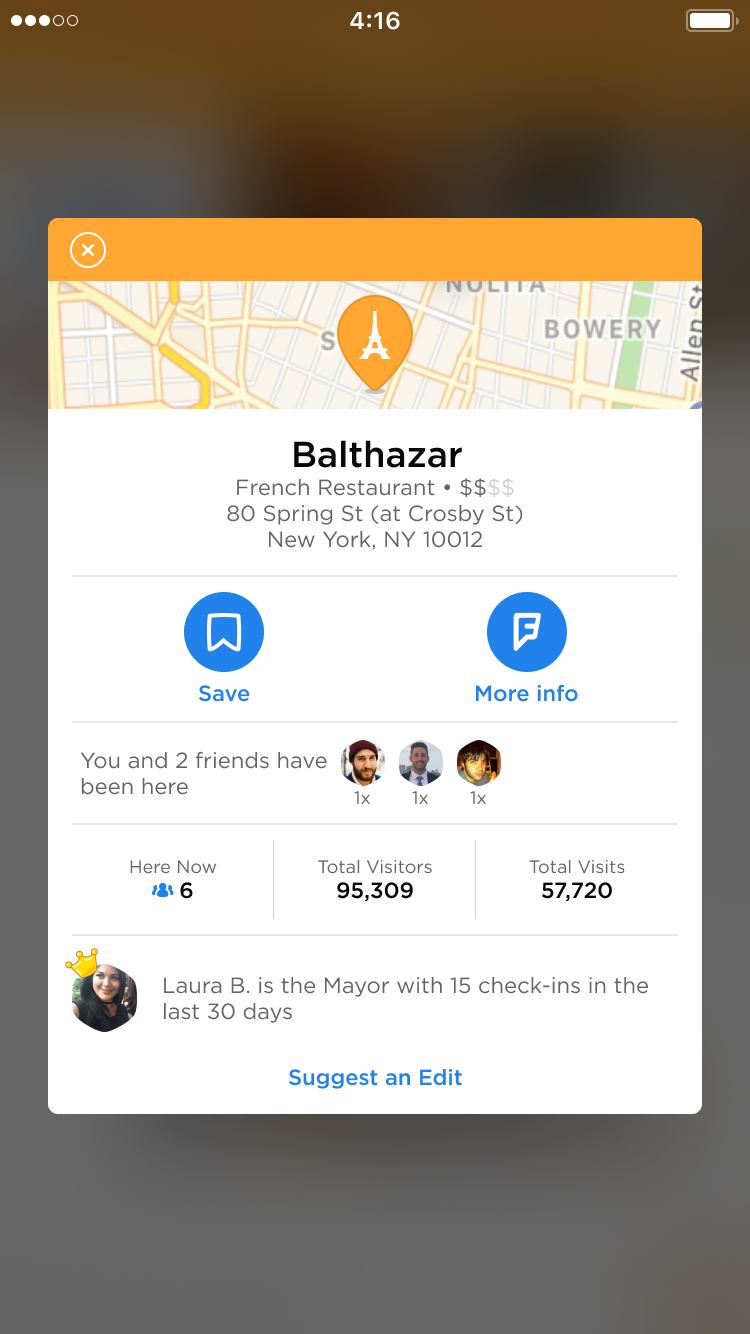 4:16
NOLITA
S
BOWERY
Allen St
Balthazar
French Restaurant • $$$$
80 Spring St (at Crosby St)
New York, NY 10012
Save
More info
You and 2 friends have
been here
1x
1x
1x
Here Now
6
Total Visitors
95,309
Total Visits
57,720
Laura B. is the Mayor with 15 check-ins in the
last 30 days
Suggest an Edit